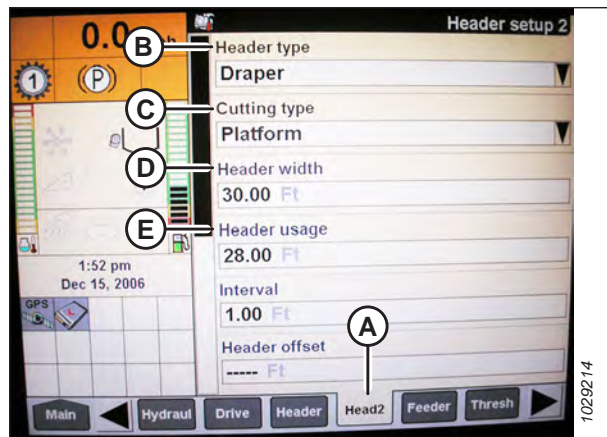 0.0
Header setup 2
B
Header type
1
(P)
Draper
C
Cutting type
Platform
D
Header width
30.00 Ft
E
Header usage
28.00 Ft
1:52 pm
Dec 15, 2006
Interval
1.00 Ft
GPS
A
Header offset
----- Ft
Main
Hydraul
Drive
Header
Head2
Feeder
Thresh
1029214